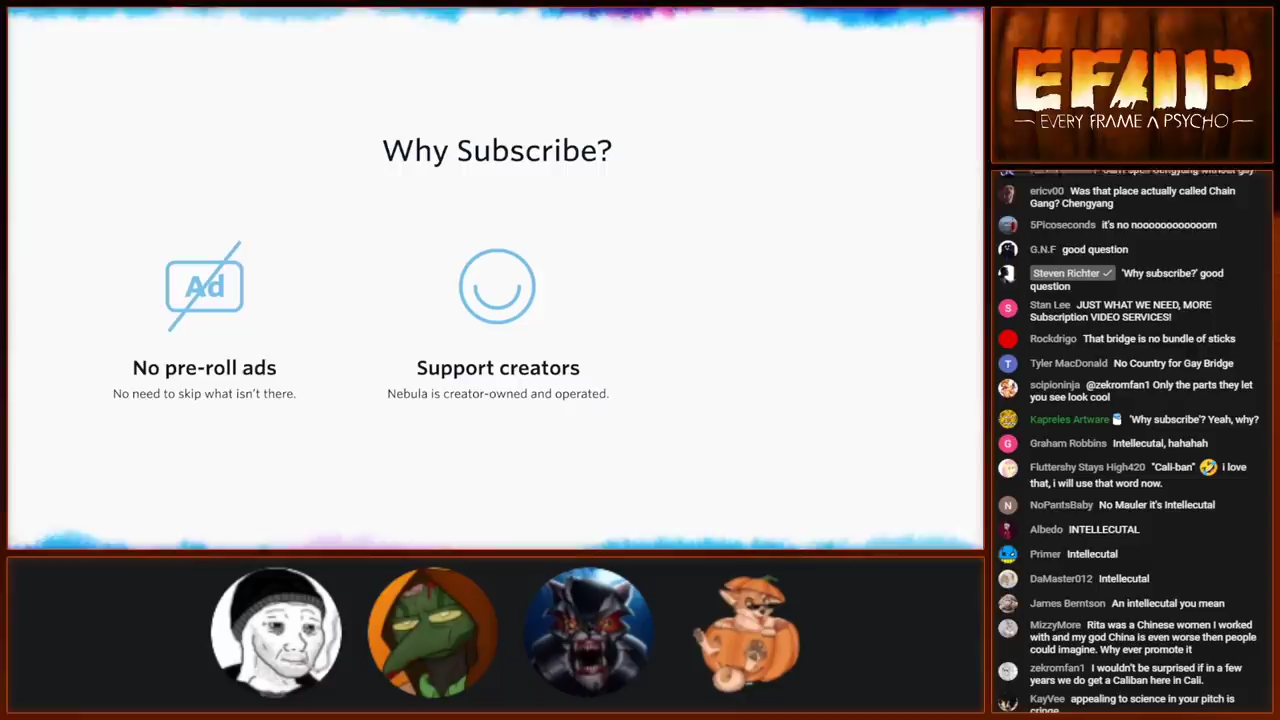 Why Subscribe?
Ad
No pre-roll ads
No need to skip what isn't there.
Support creators
Nebula is creator-owned and operated.
EFAP
EVERY FRAME A PSYCHO
ericv00 Was that place actually called Chain
Gang? Chengyang
5Picoseconds it's no noooooooooooom
G.N.F good question
Steven Richter 'Why subscribe?' good
question
Stan Lee JUST WHAT WE NEED, MORE
Subscription VIDEO SERVICES!
Rockdrigo That bridge is no bundle of sticks
Tyler MacDonald No Country for Gay Bridge
scipioninja @zekromfan1 Only the parts they let
you see look cool
Kapreles Artware 'Why subscribe'? Yeah, why?
Graham Robbins Intellecutal, hahahah
Fluttershy Stays High420 "Cali-ban" 🤣 i love
that, i will use that word now.
N
NoPantsBaby No Mauler it's Intellecutal
Albedo INTELLECUTAL
Primer Intellecutal
DaMaster012 Intellecutal
James Berntson An intellecutal you mean
MizzyMore Rita was a Chinese women I worked
with and my god China is even worse then people
could imagine. Why ever promote it
zekromfan1 I wouldn't be surprised if in a few
years we do get a Caliban here in Cali.
KayVee appealing to science in your pitch is
cringe